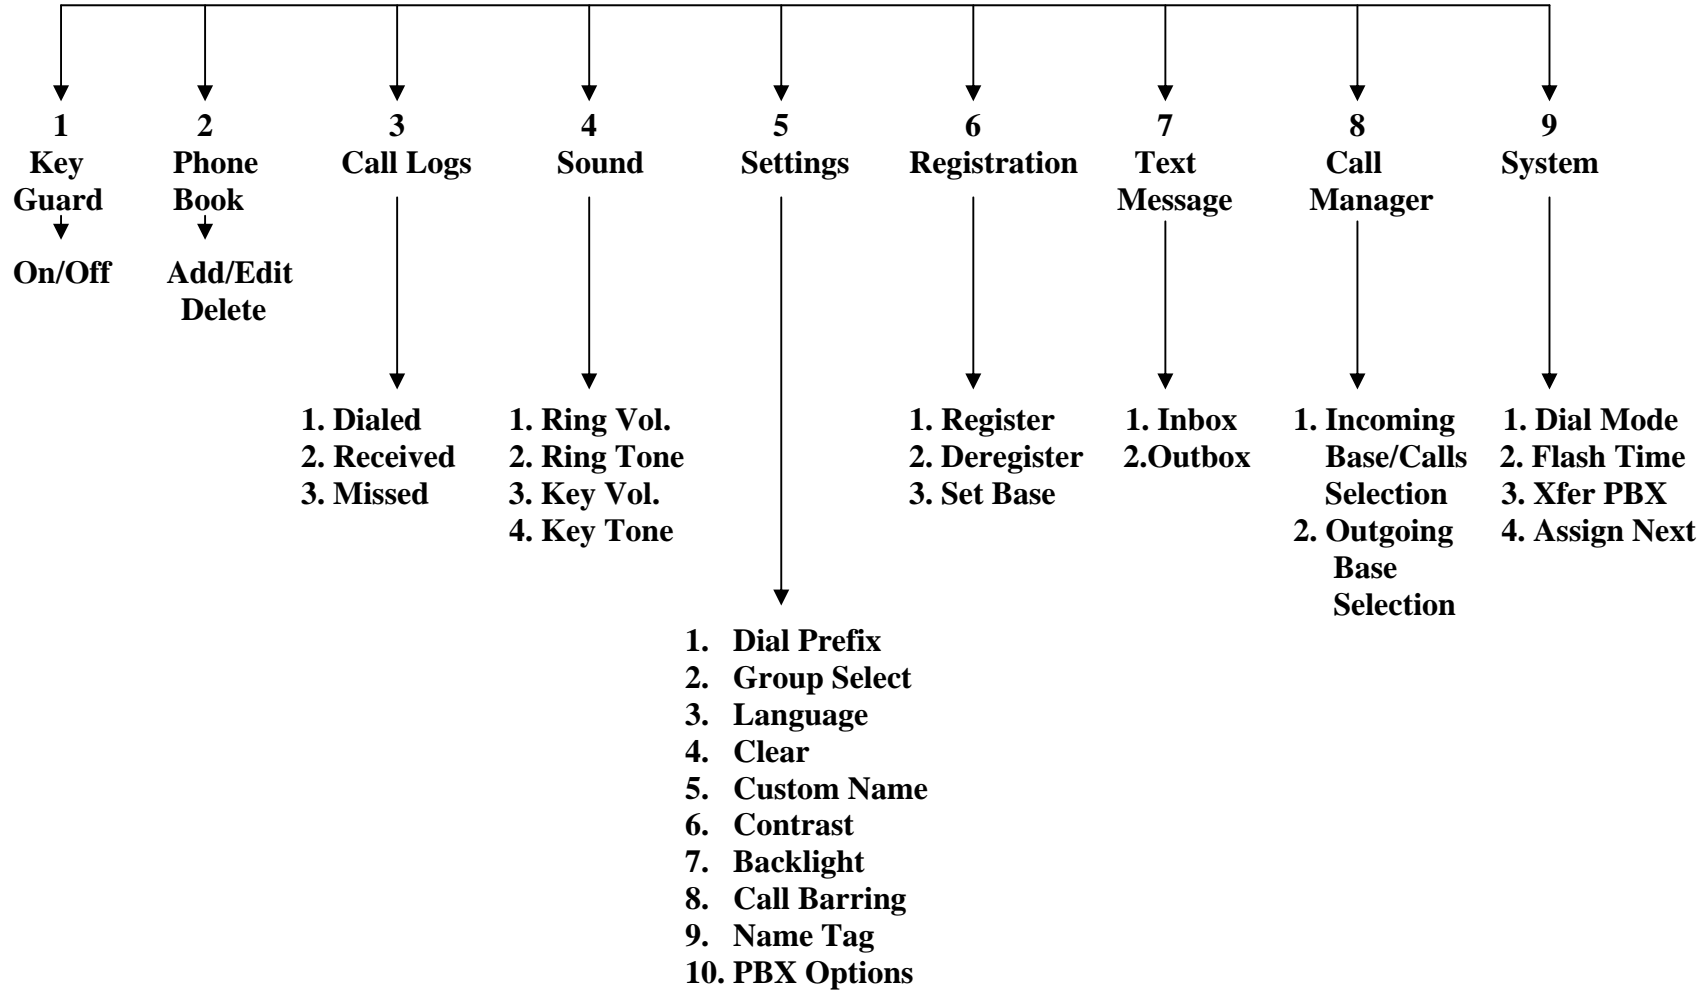 1
Key
Guard
On/Off
2
Phone
Book
Add/Edit
Delete
3
Call Logs
1. Dialed
2. Received
3. Missed
4
Sound
1. Ring Vol.
2. Ring Tone
3. Key Vol.
4. Key Tone
5
Settings
1. Dial Prefix
2. Group Select
3. Language
4. Clear
5. Custom Name
6. Contrast
7. Backlight
8. Call Barring
9. Name Tag
10. PBX Options
6
Registration
1. Register
2. Deregister
3. Set Base
7
Text
Message
1. Inbox
2.Outbox
8
Call
Manager
1. Incoming
Base/Calls
Selection
2. Outgoing
Base
Selection
9
System
1. Dial Mode
2. Flash Time
3. Xfer PBX
4. Assign Next